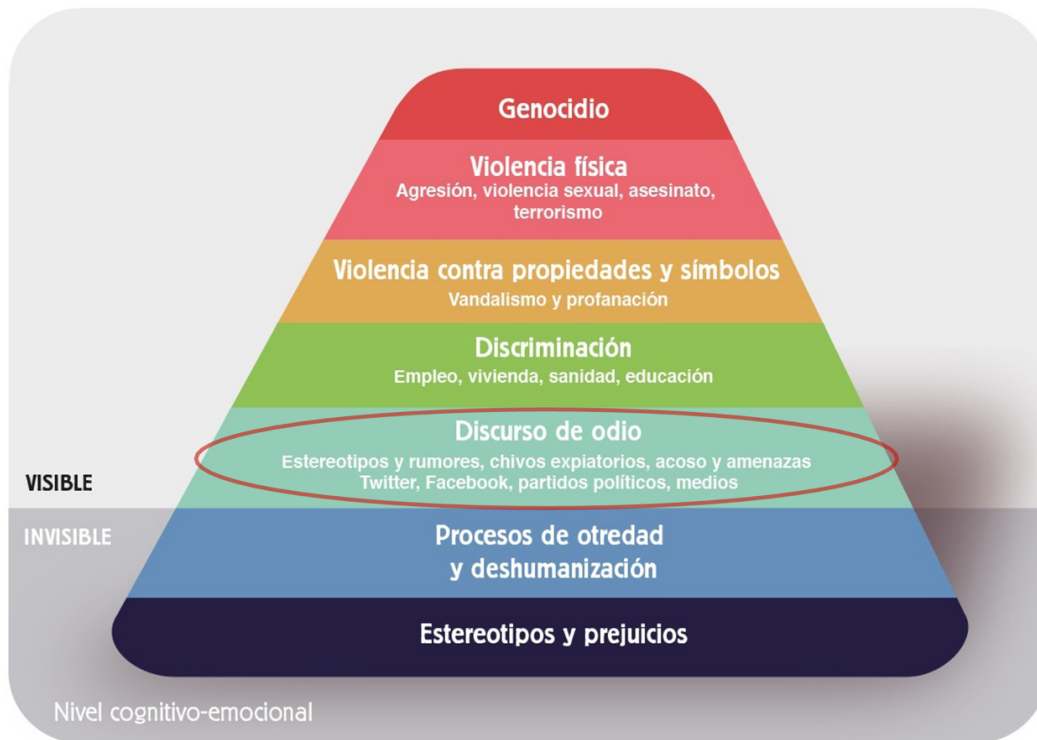 Genocidio
Violencia física
Agresión, violencia sexual, asesinato,
terrorismo
Violencia contra propiedades y símbolos
Vandalismo y profanación
Discriminación
Empleo, vivienda, sanidad, educación
Discurso de odio
Estereotipos y rumores, chivos expiatorios, acoso y amenazas
Twitter, Facebook, partidos políticos, medios
VISIBLE
INVISIBLE
Procesos de otredad
y deshumanización
Estereotipos y prejuicios
Nivel cognitivo-emocional